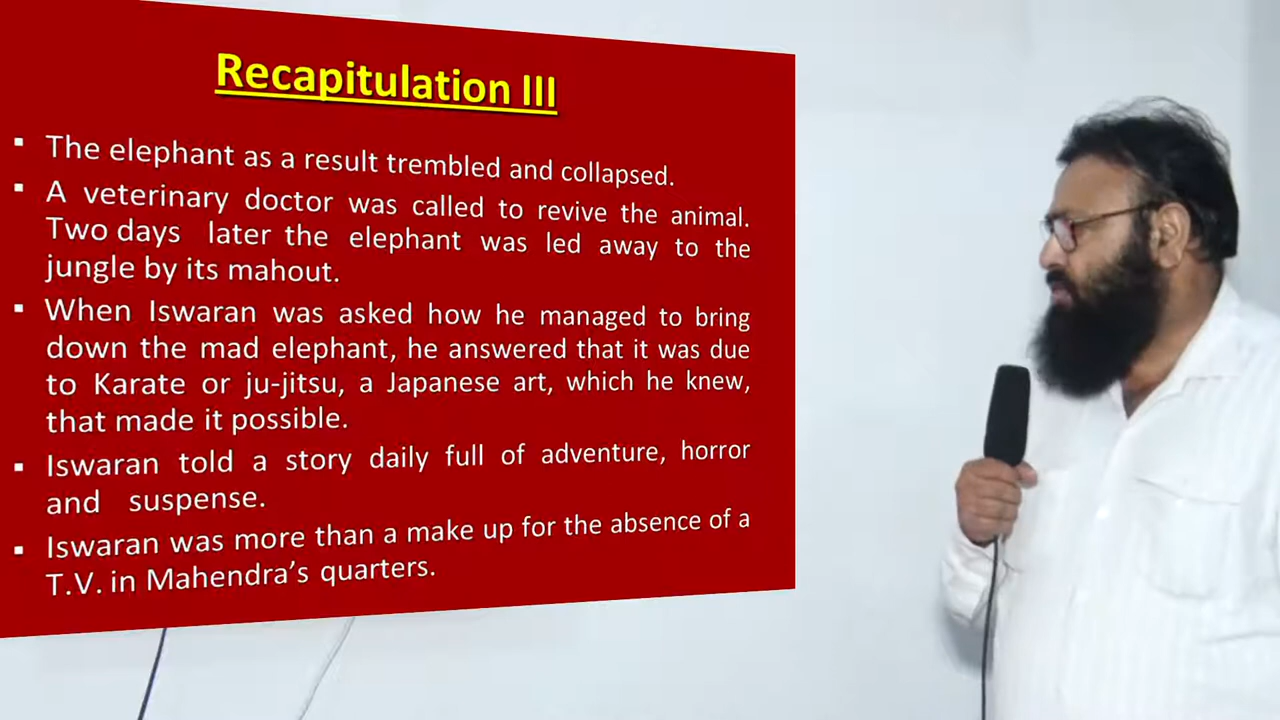 Recapitulation III
▪ The elephant as a result trembled and collapsed.
▪ A veterinary doctor was called to revive the animal.
Two days later the elephant was led away to the
jungle by its mahout.
▪ When Iswaran was asked how he managed to bring
down the mad elephant, he answered that it was due
to Karate or ju-jitsu, a Japanese art, which he knew,
that made it possible.
▪ Iswaran told a story daily full of adventure, horror
and suspense.
▪ Iswaran was more than a make up for the absence of a
T.V. in Mahendra’s quarters.